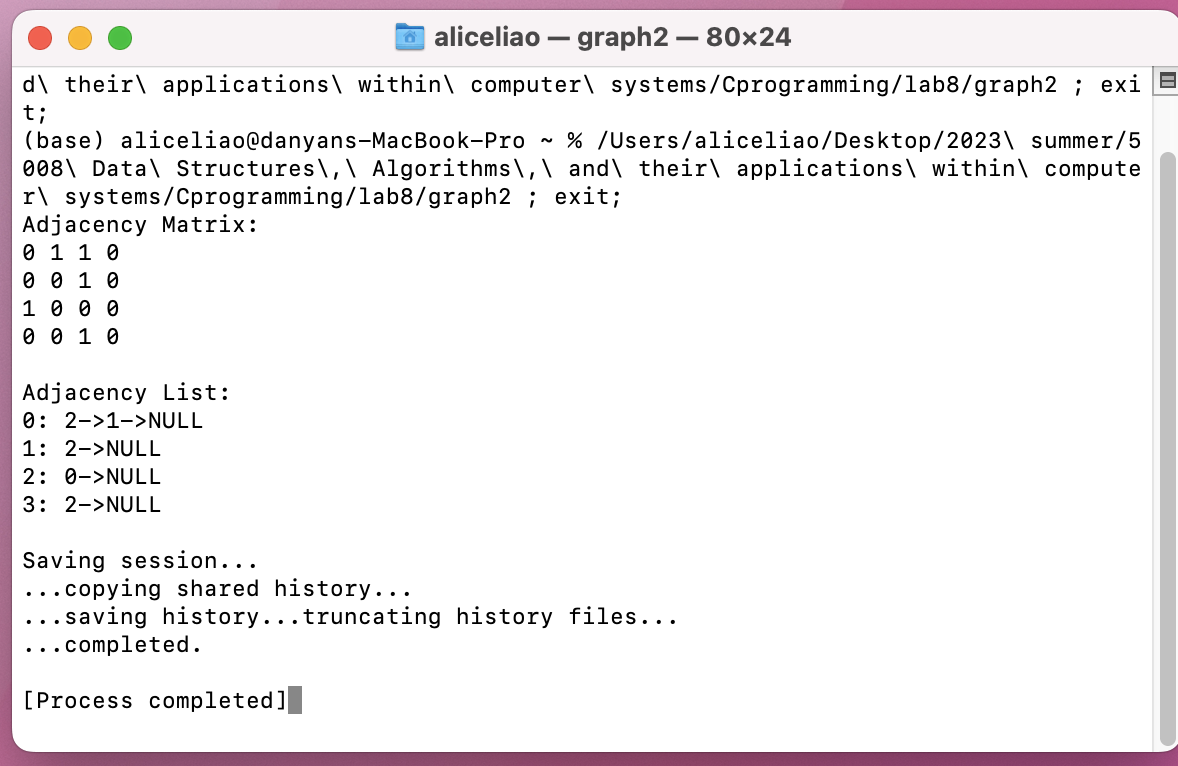 aliceliao — graph2 — 80×24
d\ their\ applications\ within\ computer\ systems/Cprogramming/lab8/graph2 ; exi
t;
(base) aliceliao@danyans-MacBook-Pro ~ % /Users/aliceliao/Desktop/2023\ summer/5
008\ Data\ Structures\,\ Algorithms\,\ and\ their\ applications\ within\ compute
r\ systems/Cprogramming/lab8/graph2 ; exit;
Adjacency Matrix:
0 1 1 0
0 0 1 0
1 0 0 0
0 0 1 0
Adjacency List:
0: 2->1->NULL
1: 2->NULL
2: 0->NULL
3: 2->NULL
Saving session...
...copying shared history...
...saving history...truncating history files...
...completed.
[Process completed]